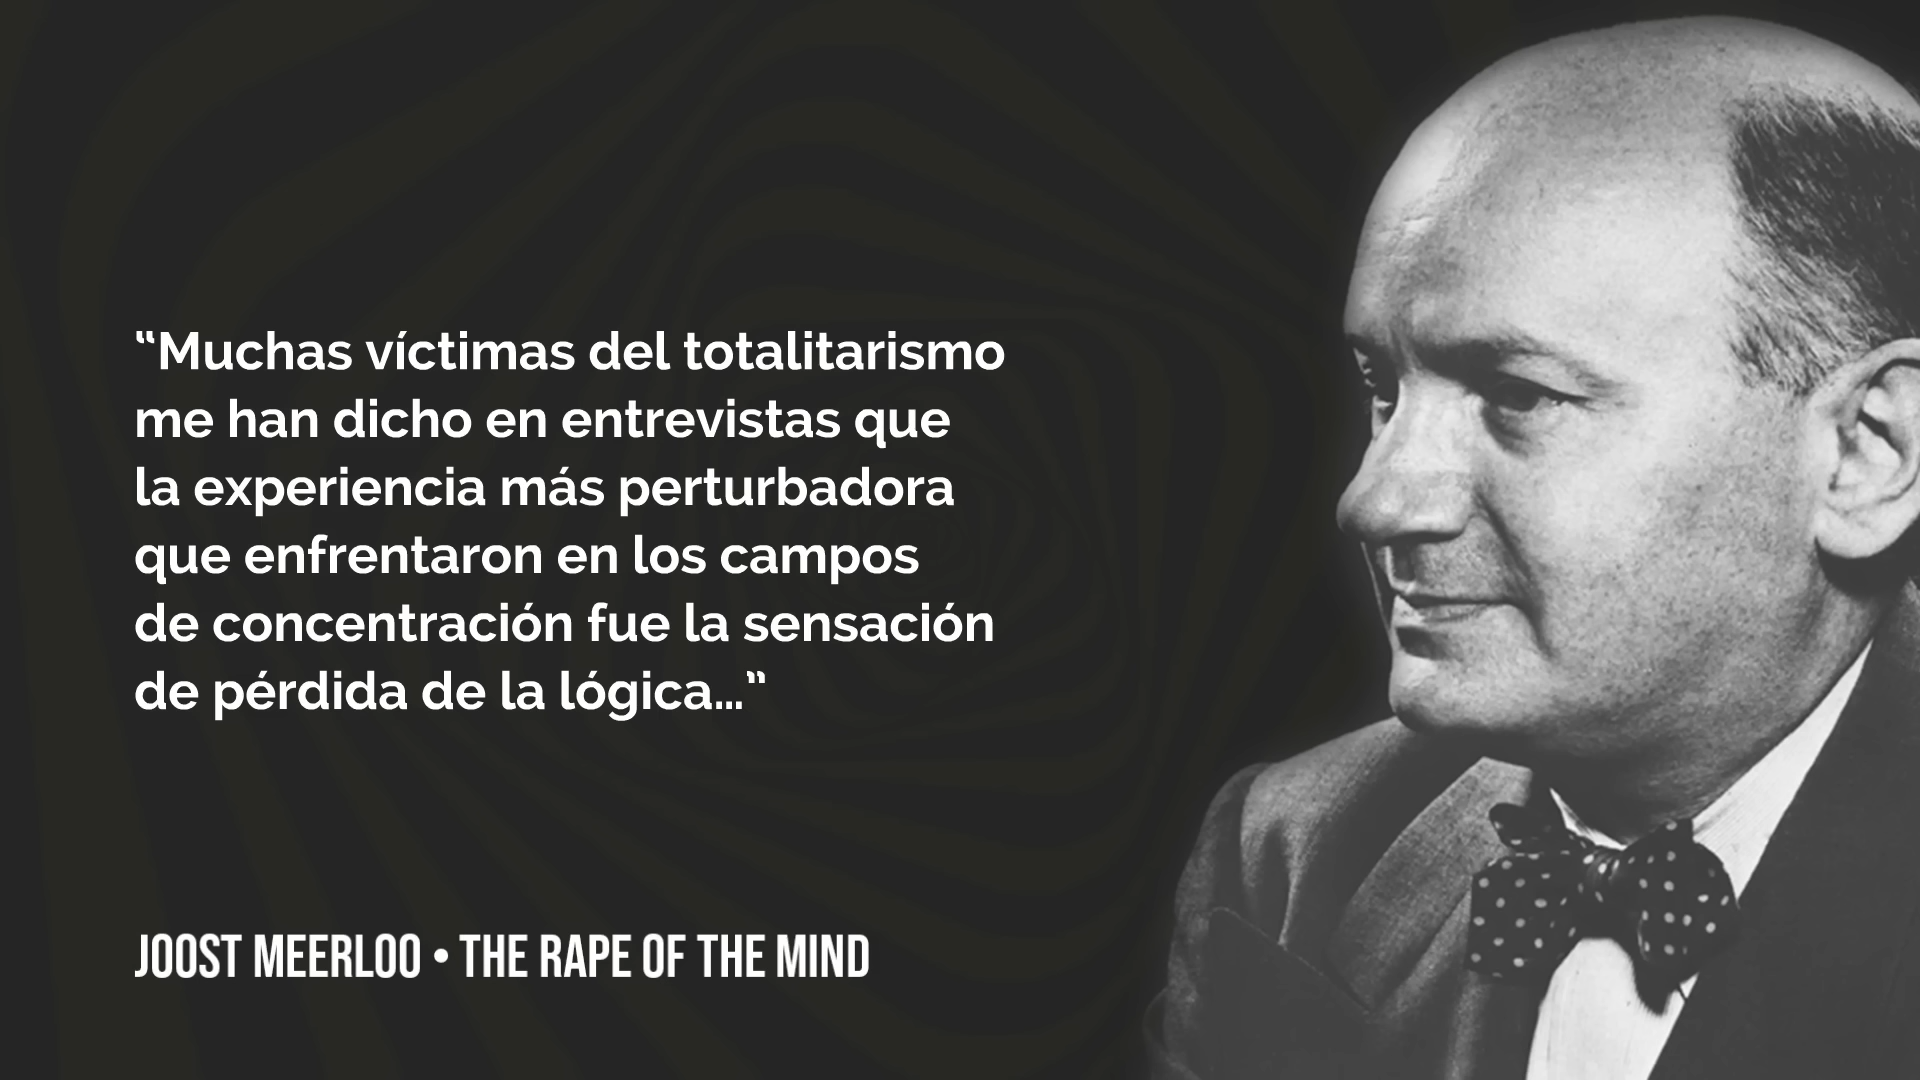 “Muchas víctimas del totalitarismo
me han dicho en entrevistas que
la experiencia más perturbadora
que enfrentaron en los campos
de concentración fue la sensación
de pérdida de la lógica...”
JOOST MEERLOO • THE RAPE OF THE MIND